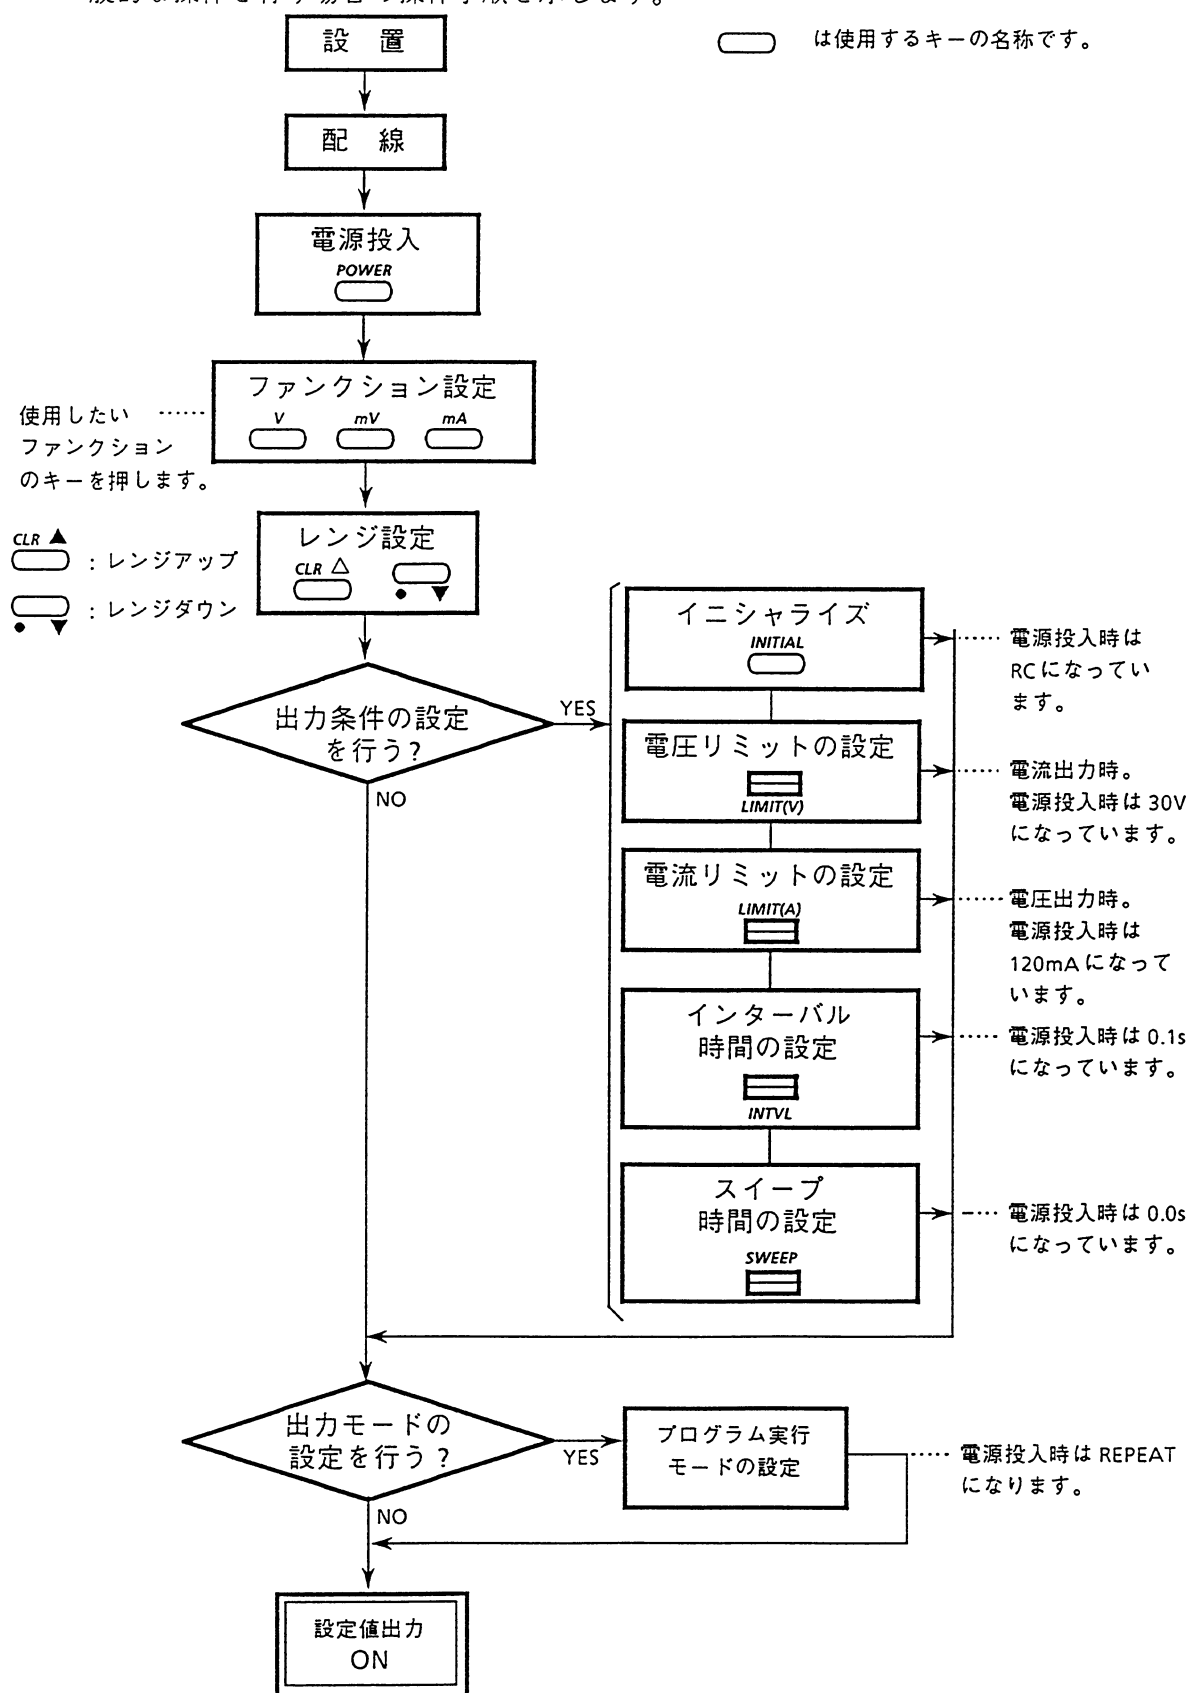 設 置
は使用するキーの名称です。
配 線
電源投入
POWER
ファンクション設定
V mV mA
使用したい
ファンクション
のキーを押します。
レンジ設定
CLR △
▼
CLR ▲
: レンジアップ
: レンジダウン
▼
出力条件の設定
を行う?
YES
NO
イニシャライズ
INITIAL
電源投入時は
RCになってい
ます。
電圧リミットの設定
LIMIT(V)
電流出力時。
電源投入時は 30V
になっています。
電流リミットの設定
LIMIT(A)
電圧出力時。
電源投入時は
120mAになって
います。
インターバル
時間の設定
INTVL
電源投入時は 0.1s
になっています。
スイープ
時間の設定
SWEEP
電源投入時は 0.0s
になっています。
出力モードの
設定を行う?
YES
NO
プログラム実行
モードの設定
電源投入時は REPEAT
になります。
設定値出力
ON